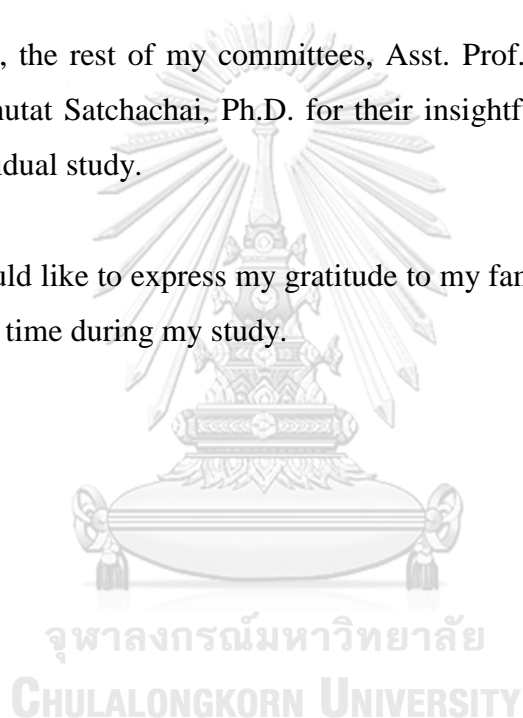 , the rest of my committees, Asst. Prof.
utat Satchachai, Ph.D. for their insightf
idual study.
uld like to express my gratitude to my fam
time during my study.
จุฬาลงกรณ์มหาวิทยาลัย
CHULALONGKORN UNIVERSITY